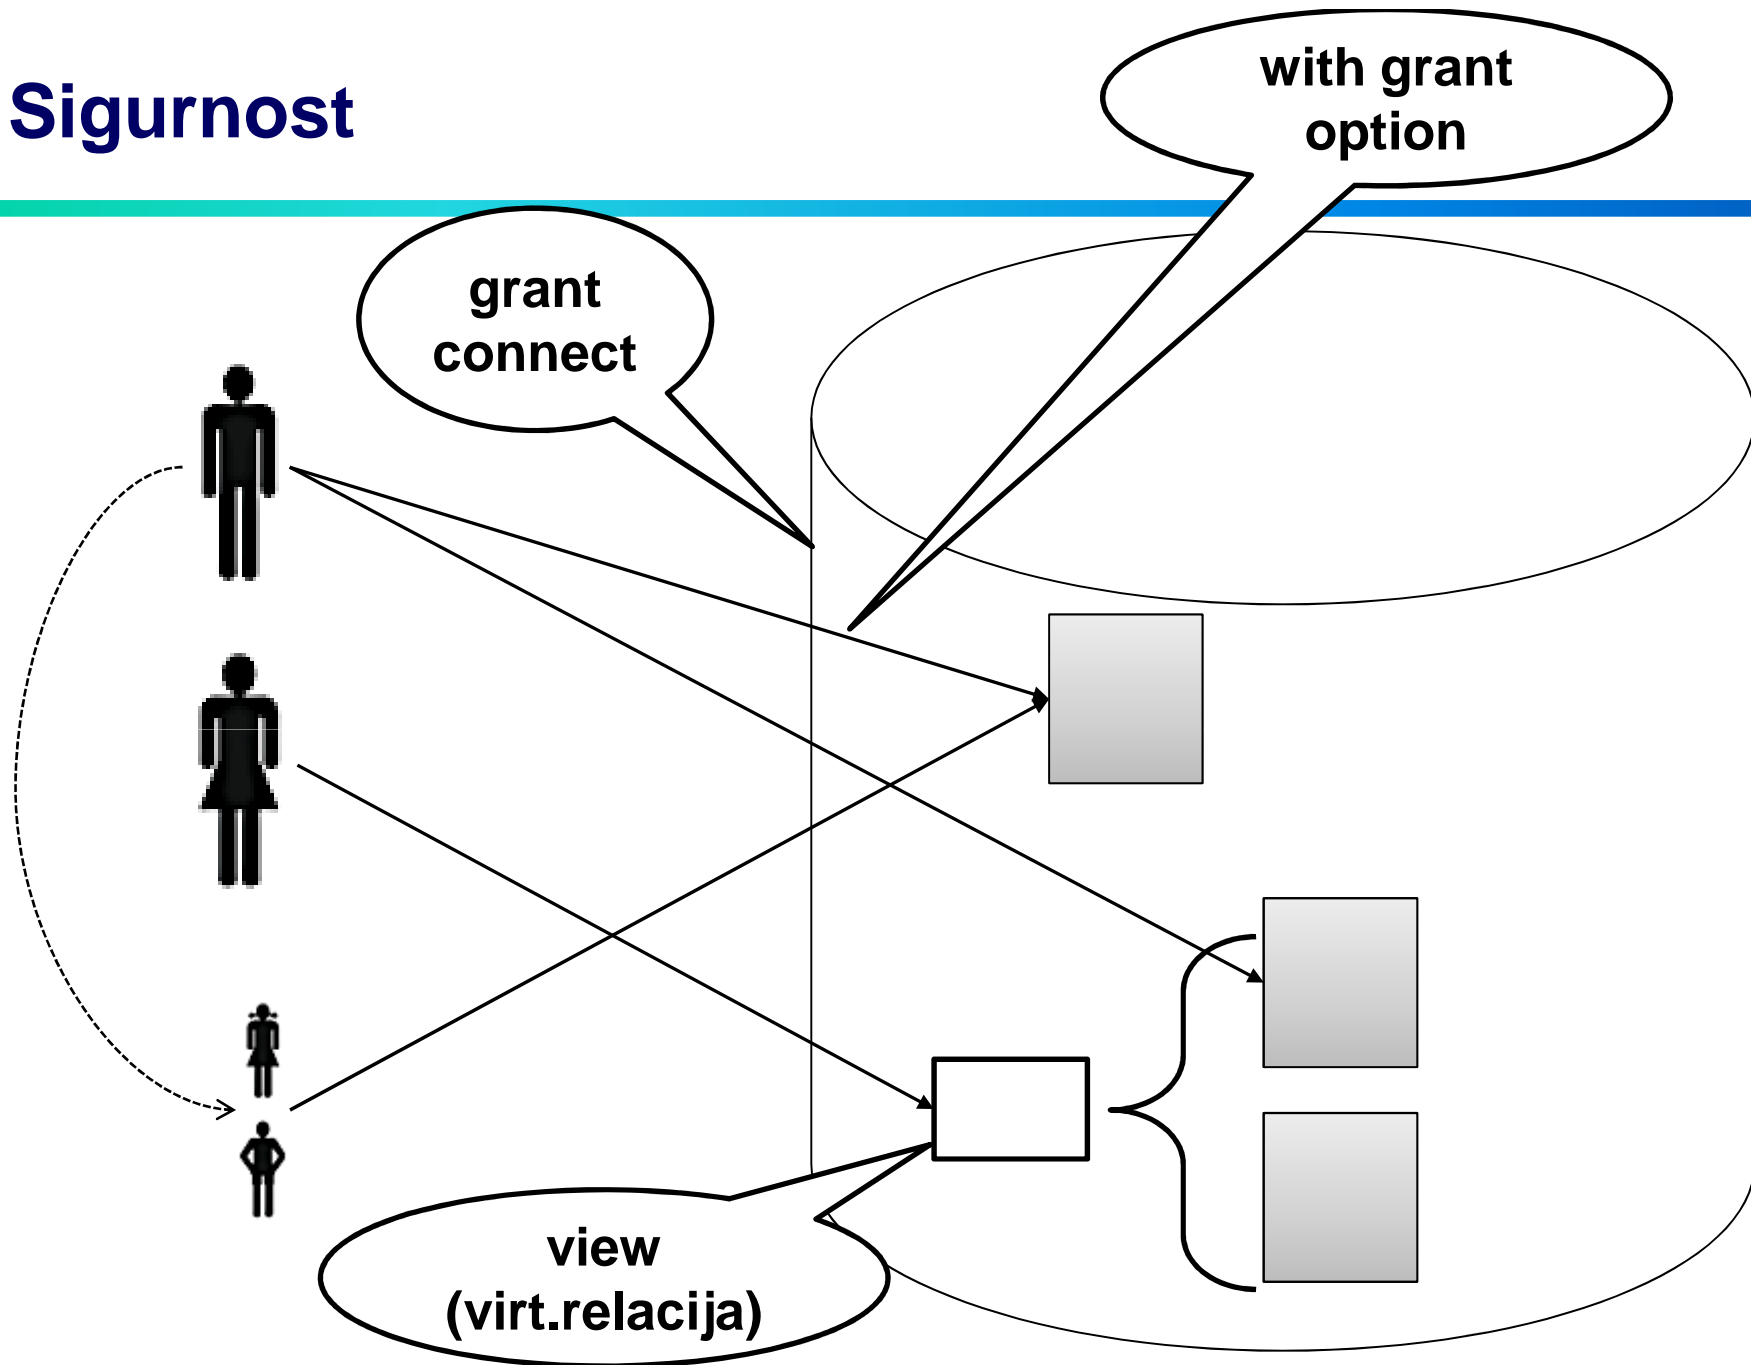 Sigurnost
with grant
option
grant
connect
view
(virt.relacija)